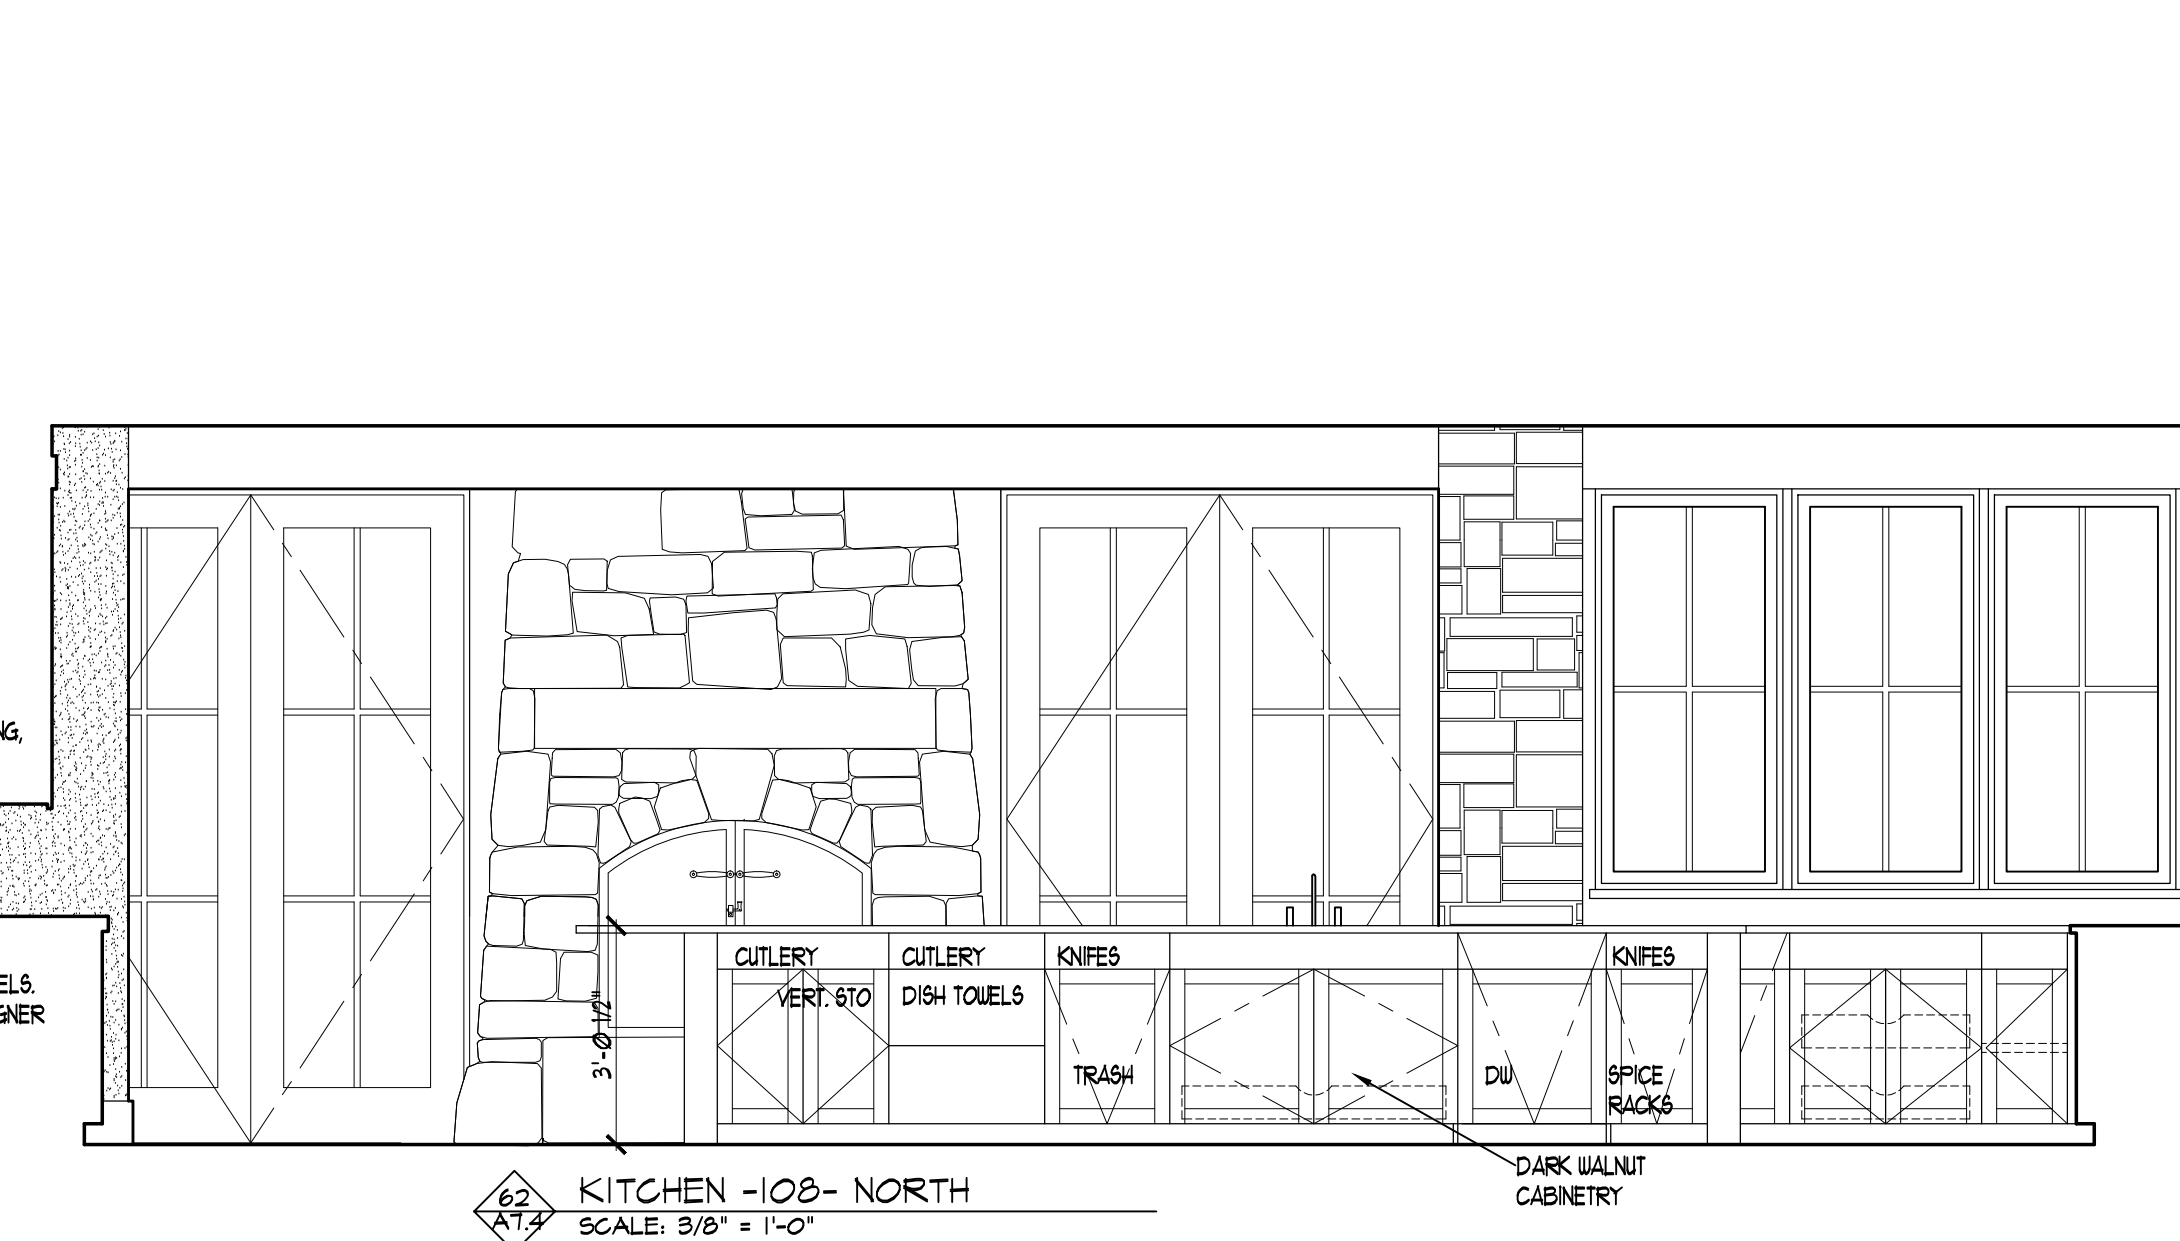 NG,
ELS.
GNER
CUTLERY
CUTLERY
KNIFES
KNIFES
VERT. STO
DISH TOWELS
3'-0 1/2"
TRASH
DW
SPICE
RACKS
DARK WALNUT
CABINETRY
62
A7.4
KITCHEN -108- NORTH
SCALE: 3/8" = 1'-0"